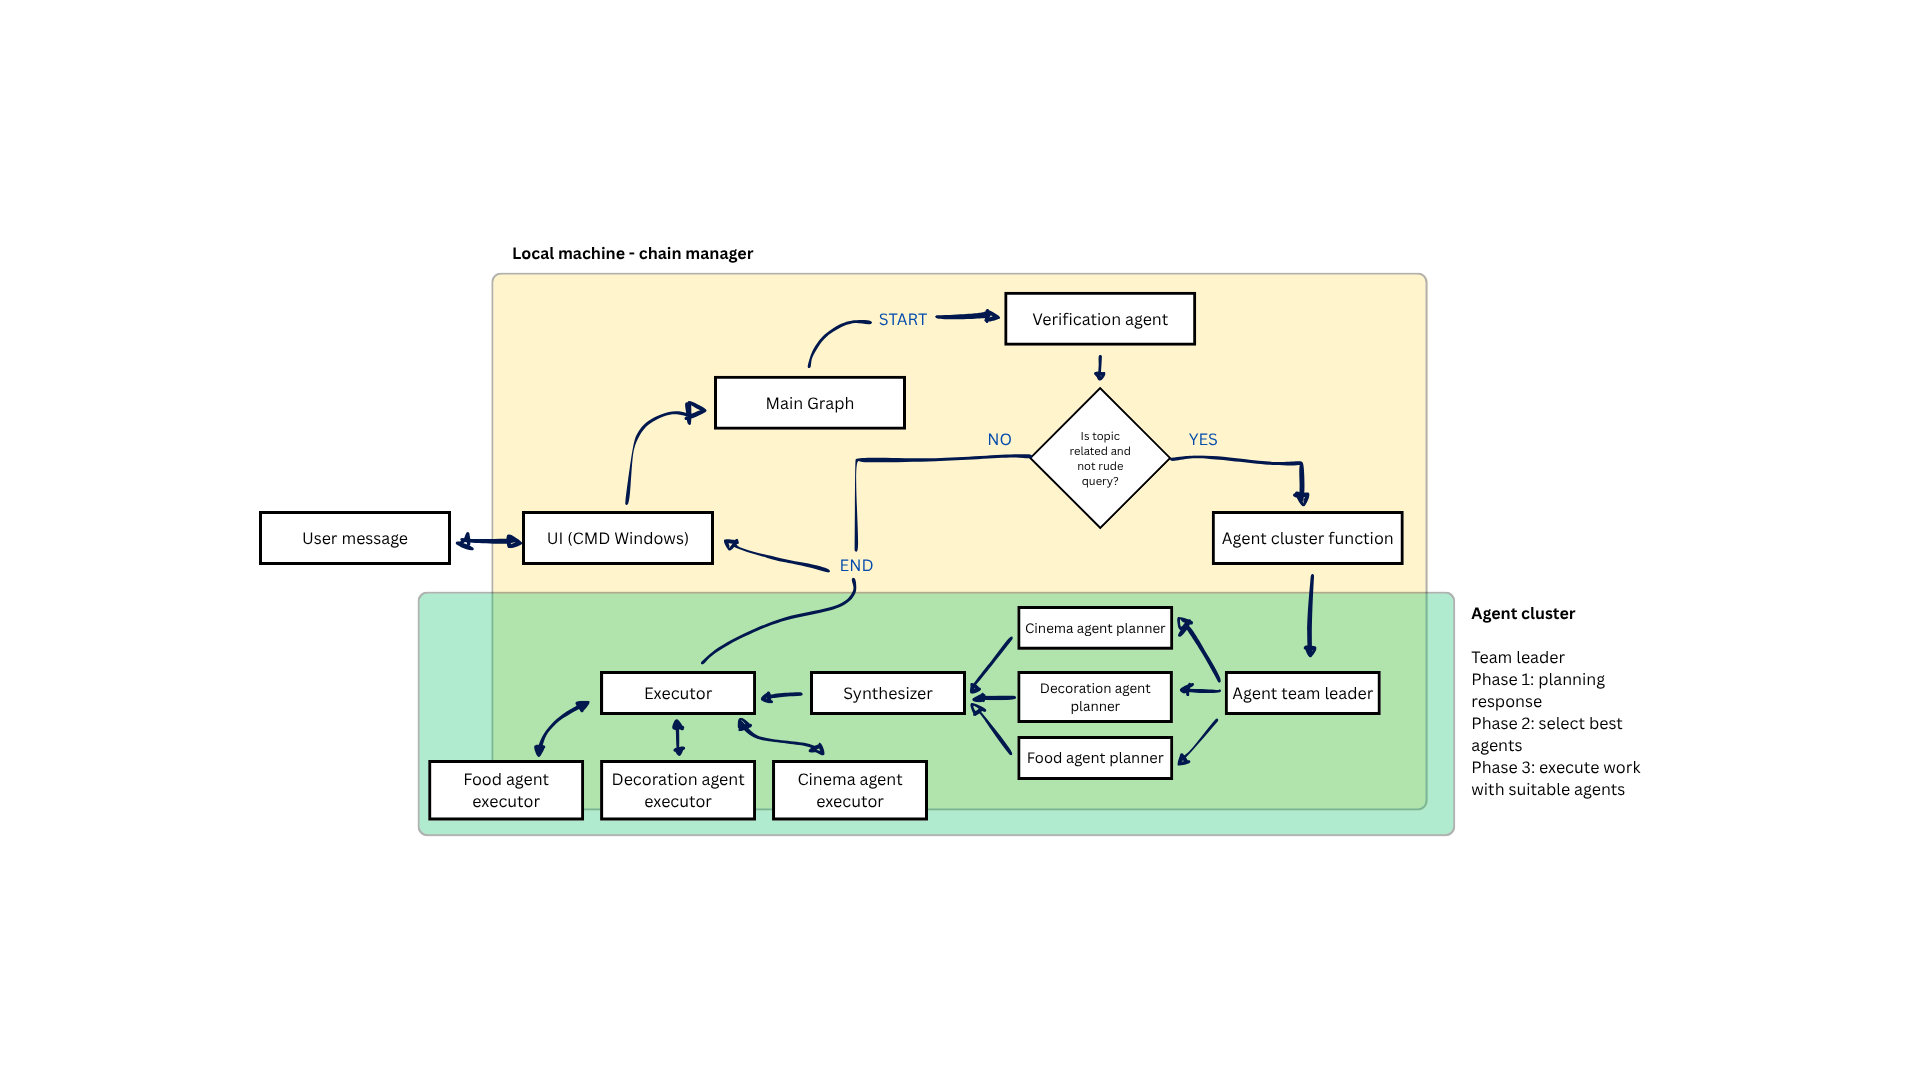 Local machine - chain manager
START
Verification agent
Main Graph
NO
YES
Is topic
related and
not rude
query?
User message
UI (CMD Windows)
Agent cluster function
END
Agent cluster
Team leader
Phase 1: planning
response
Phase 2: select best
agents
Phase 3: execute work
with suitable agents
Cinema agent planner
Executor
Synthesizer
Decoration agent
planner
Agent team leader
Food agent planner
Food agent
executor
Decoration agent
executor
Cinema agent
executor